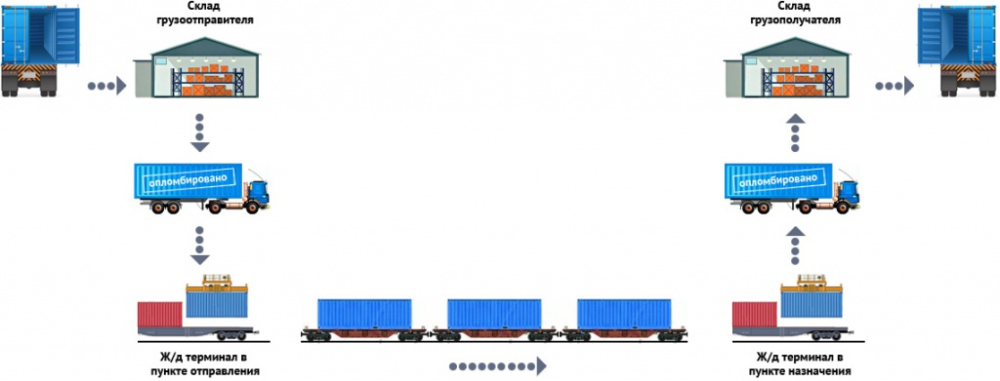 Склад
грузоотправителя
Склад
грузополучателя
опломбировано
опломбировано
Ж/д терминал в
пункте отправления
Ж/д терминал в
пункте назначения